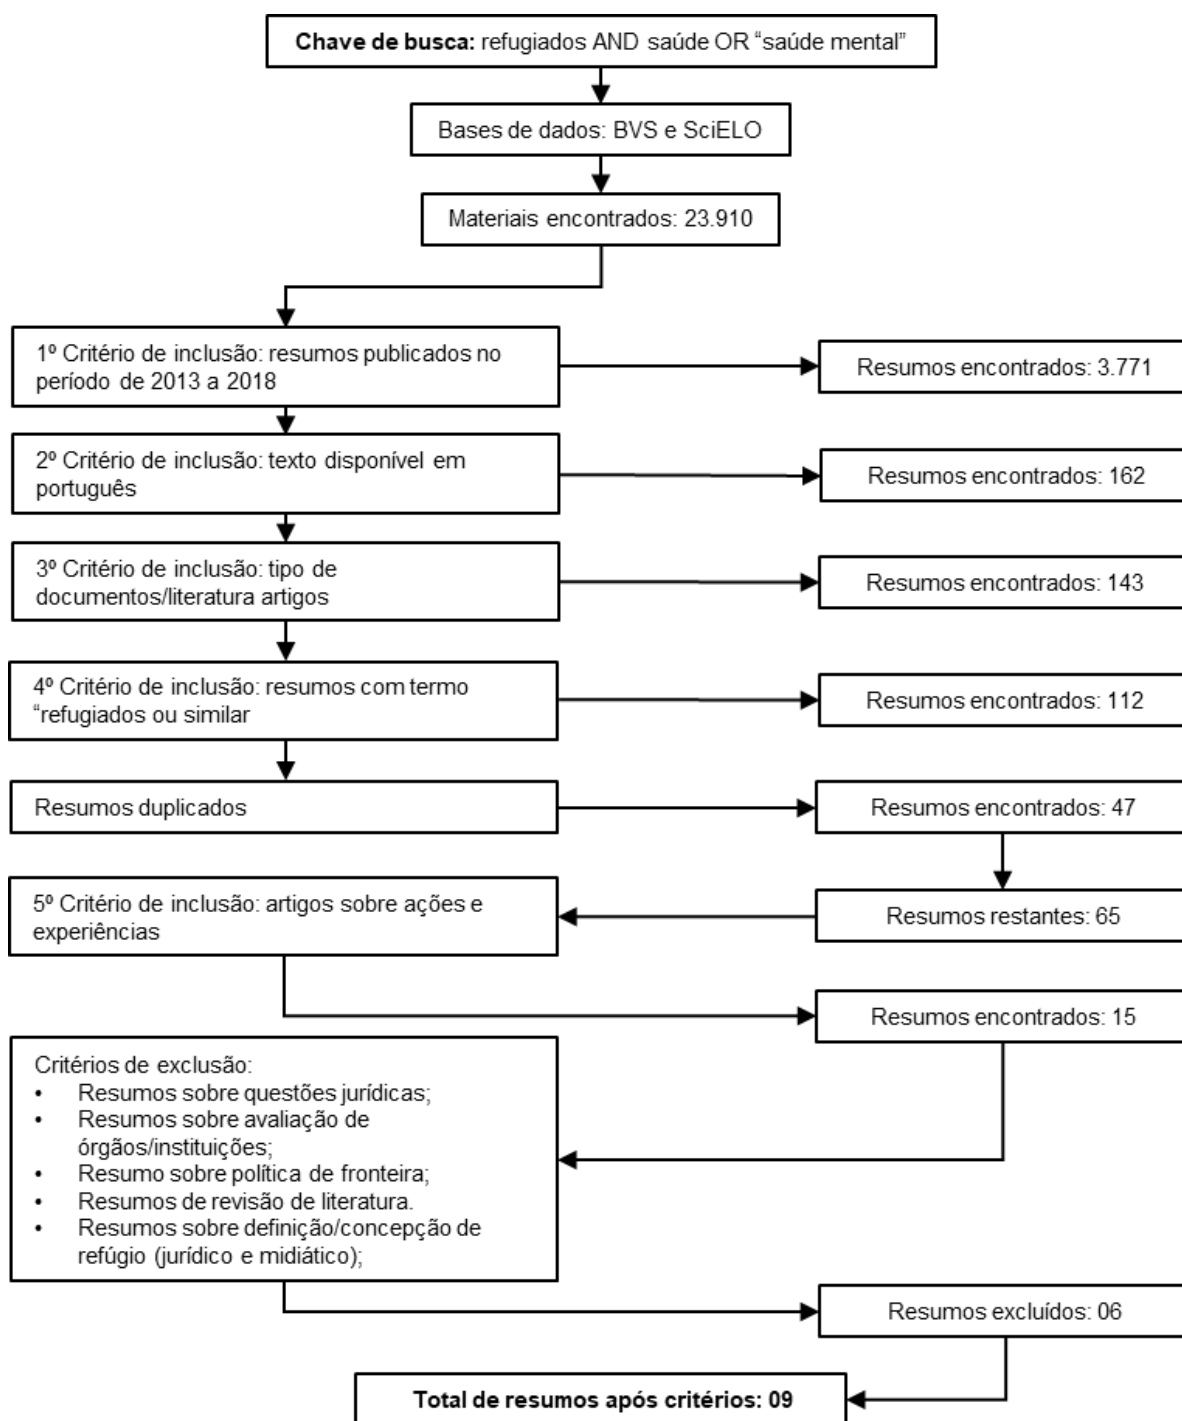 Chave de busca: refugiados AND saúde OR “saúde mental”
Bases de dados: BVS e SciELO
Materiais encontrados: 23.910
1º Critério de inclusão: resumos publicados no
período de 2013 a 2018
Resumos encontrados: 3.771
2º Critério de inclusão: texto disponível em
português
Resumos encontrados: 162
3º Critério de inclusão: tipo de
documentos/literatura artigos
Resumos encontrados: 143
4º Critério de inclusão: resumos com termo
“refugiados ou similar
Resumos encontrados: 112
Resumos duplicados
Resumos encontrados: 47
Resumos restantes: 65
5º Critério de inclusão: artigos sobre ações e
experiências
Resumos encontrados: 15
Critérios de exclusão:
• Resumos sobre questões jurídicas;
• Resumos sobre avaliação de
órgãos/instituições;
• Resumo sobre política de fronteira;
• Resumos de revisão de literatura.
• Resumos sobre definição/concepção de
refúgio (jurídico e midiático);
Resumos excluídos: 06
Total de resumos após critérios: 09